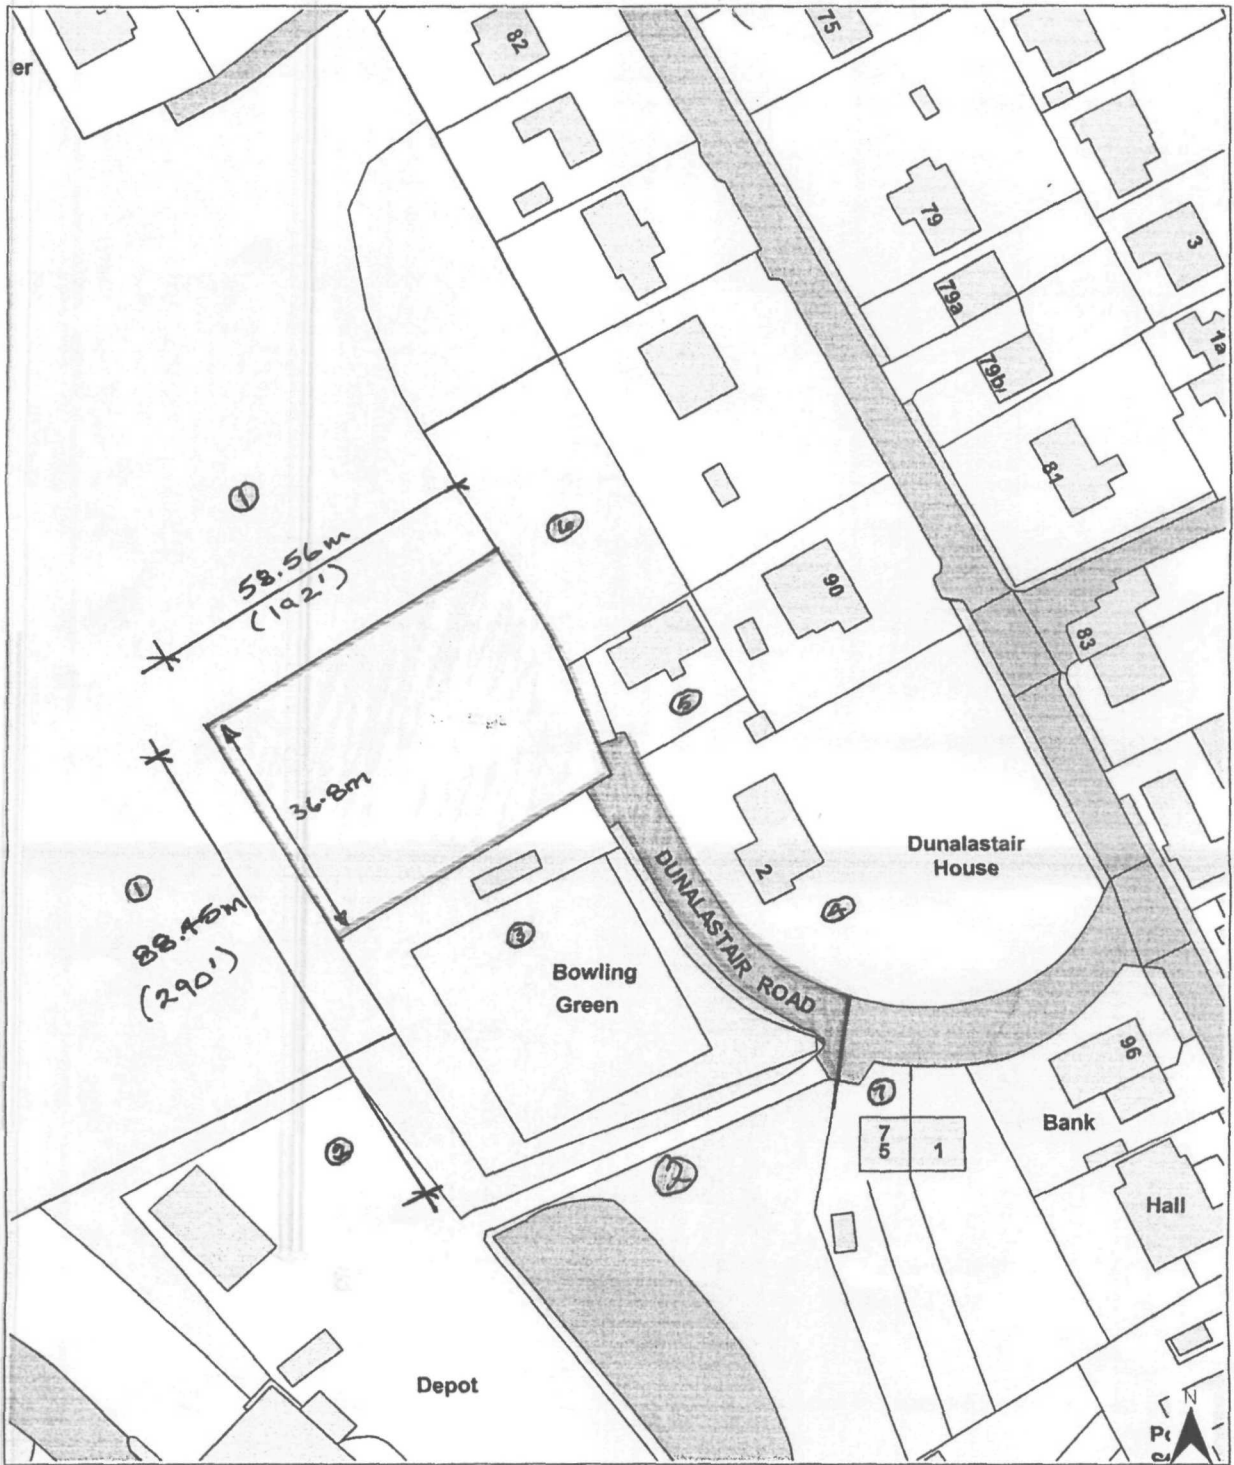 er
82
75
79
3
79a
79b
1a
81
①
58.56m
(192')
⑥
90
83
⑤
36.8m
Dunalastair
House
2
④
①
88.45m
(290')
③
DUNALASTAIR ROAD
Bowling
Green
96
⑦
Bank
7
5
1
②
②
Hall
Depot
N